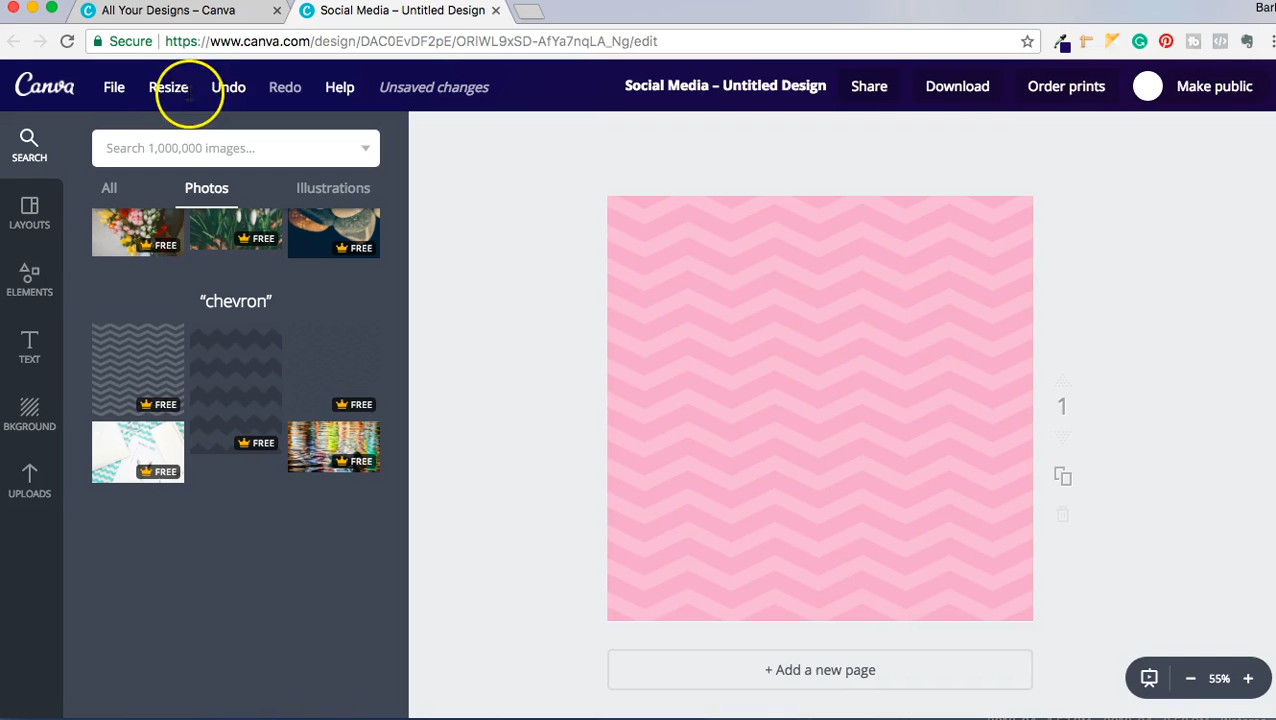 All Your Designs – Canva
Social Media – Untitled Design
Barl
Secure https://www.canva.com/design/DAC0EvDF2pE/ORlWL9xSD-AfYa7nqLA_Ng/edit
Canva File Resize Undo Redo Help Unsaved changes Social Media – Untitled Design Share Download Order prints Make public
SEARCH
LAYOUTS
ELEMENTS
TEXT
BKGROUND
UPLOADS
Search 1,000,000 images...
All Photos Illustrations
FREE FREE FREE
“chevron”
FREE FREE
FREE
FREE FREE
1
+ Add a new page
55%